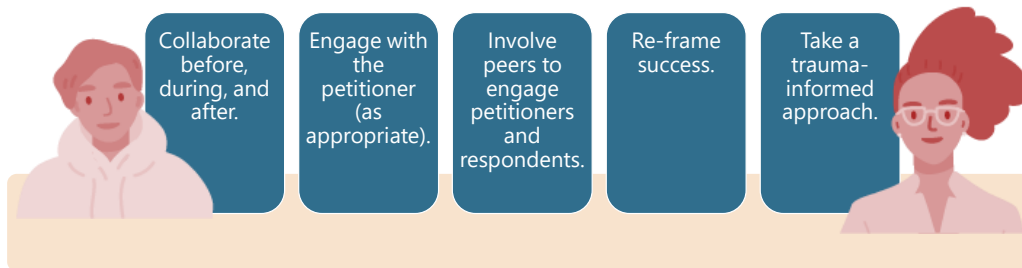 Collaborate
before,
during, and
after.
Engage with
the
petitioner
(as
appropriate).
Involve
peers to
engage
petitioners
and
respondents.
Re-frame
success.
Take a
trauma-
informed
approach.